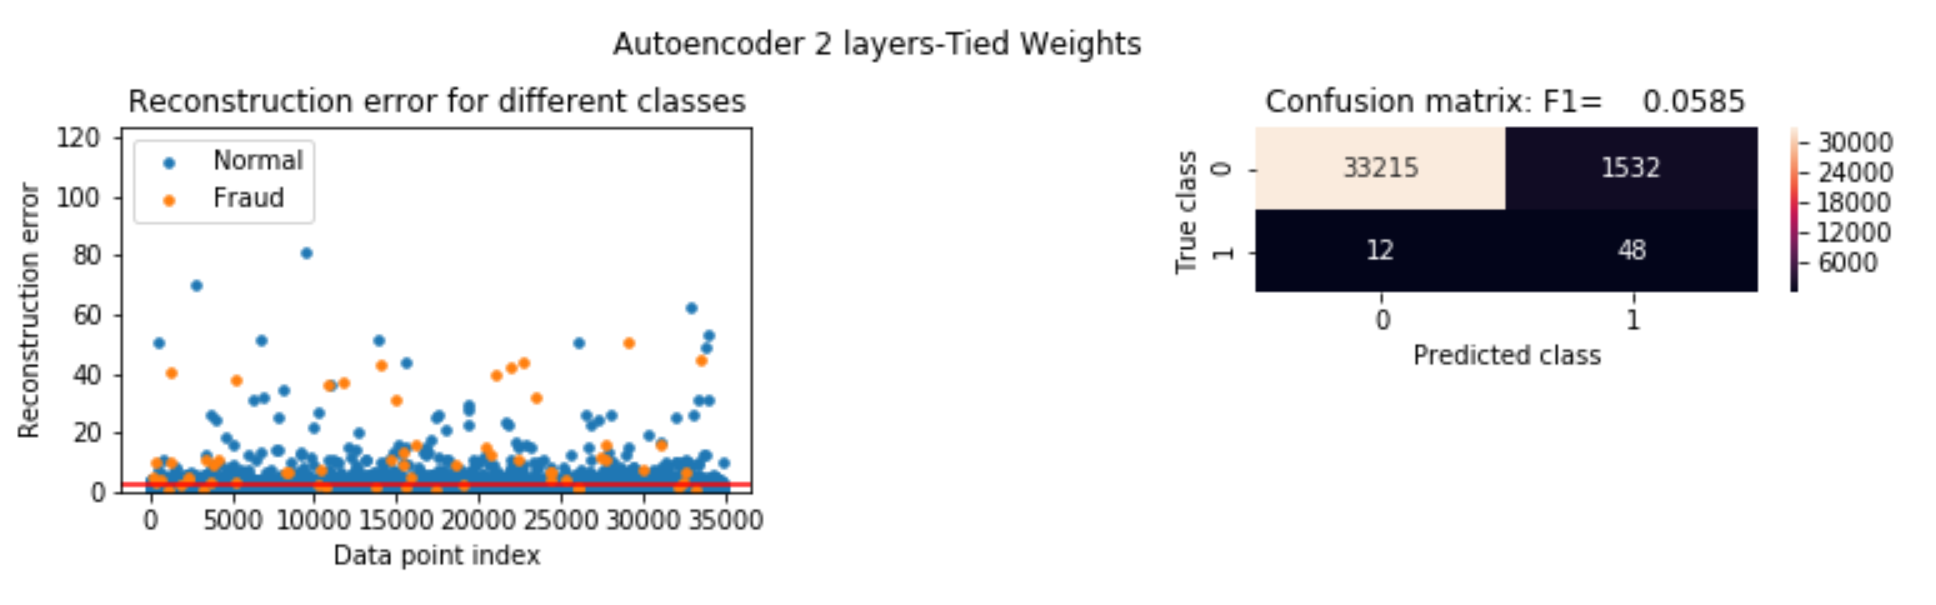 Autoencoder 2 layers-Tied Weights
Reconstruction error for different classes
120
100
80
60
40
20
0
Reconstruction error
Normal
Fraud
0 5000 10000 15000 20000 25000 30000 35000
Data point index
Confusion matrix: F1= 0.0585
True class
0
1
33215 1532
12 48
0 1
Predicted class
30000
24000
18000
12000
6000